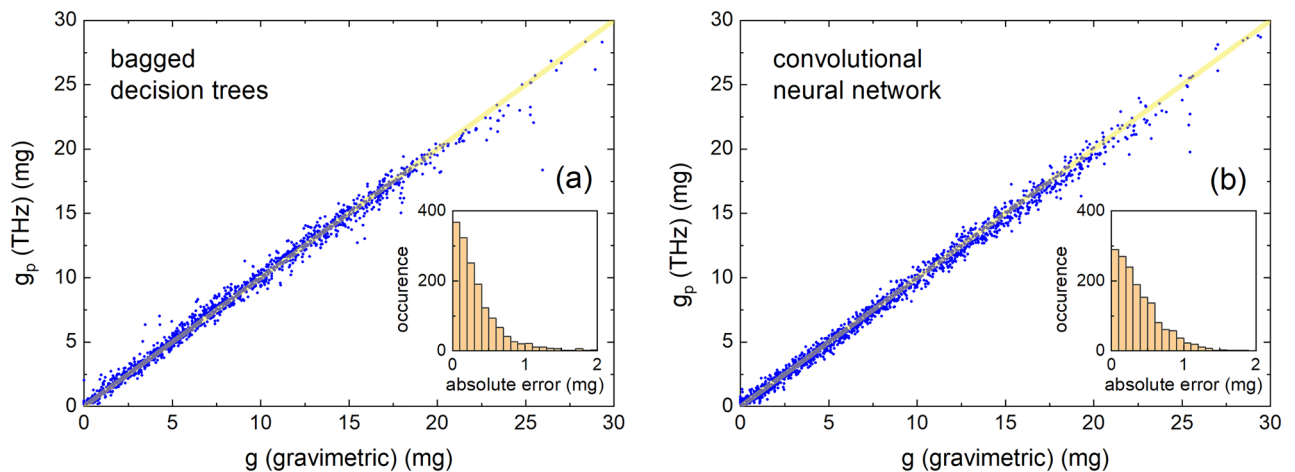 30
25
20
15
10
5
0
g_p (THz) (mg)
bagged
decision trees
(a)
400
200
0
occurence
0 1 2
absolute error (mg)
0 5 10 15 20 25 30
g (gravimetric) (mg)
30
25
20
15
10
5
0
g_p (THz) (mg)
convolutional
neural network
(b)
400
200
0
occurence
0 1 2
absolute error (mg)
0 5 10 15 20 25 30
g (gravimetric) (mg)